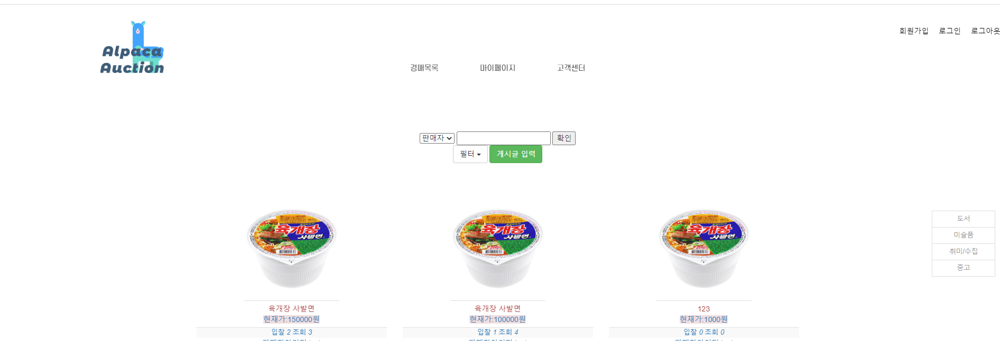 회원가입 로그인 로그아웃
Alpaca
Auction
경매목록 마이페이지 고객센터
판매자 확인
필터 게시글 입력
육개장
사발면
육개장
사발면
육개장
사발면
도서
미술품
취미/수집
중고
육개장 사발면
현재가:150000원
입찰 2 조회 3
육개장 사발면
현재가:100000원
입찰 1 조회 4
123
현재가:1000원
입찰 0 조회 0